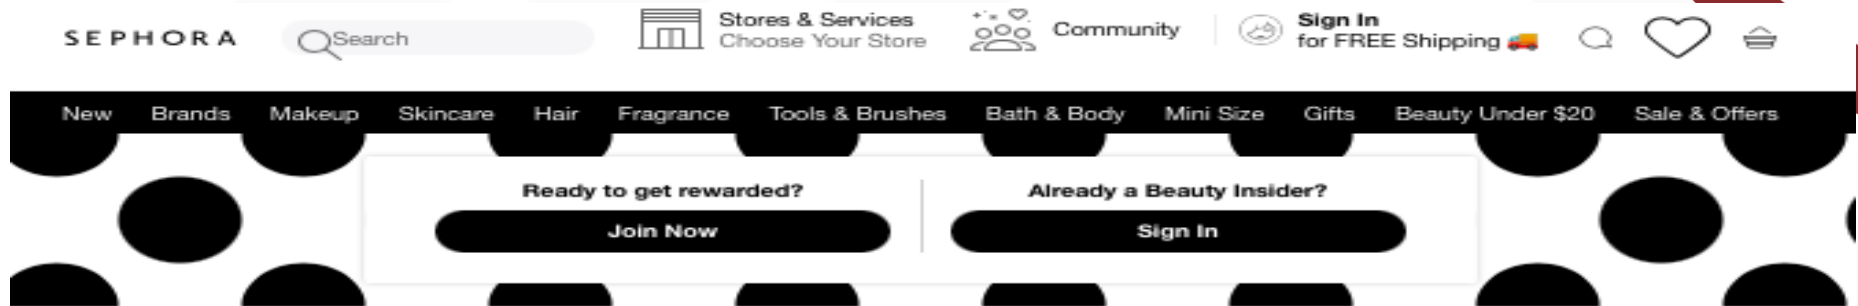 SEPHORA
Search
Stores & Services
Choose Your Store
Community
Sign In
for FREE Shipping 🚚
New Brands Makeup Skincare Hair Fragrance Tools & Brushes Bath & Body Mini Size Gifts Beauty Under $20 Sale & Offers
Ready to get rewarded?
Join Now
Already a Beauty Insider?
Sign In